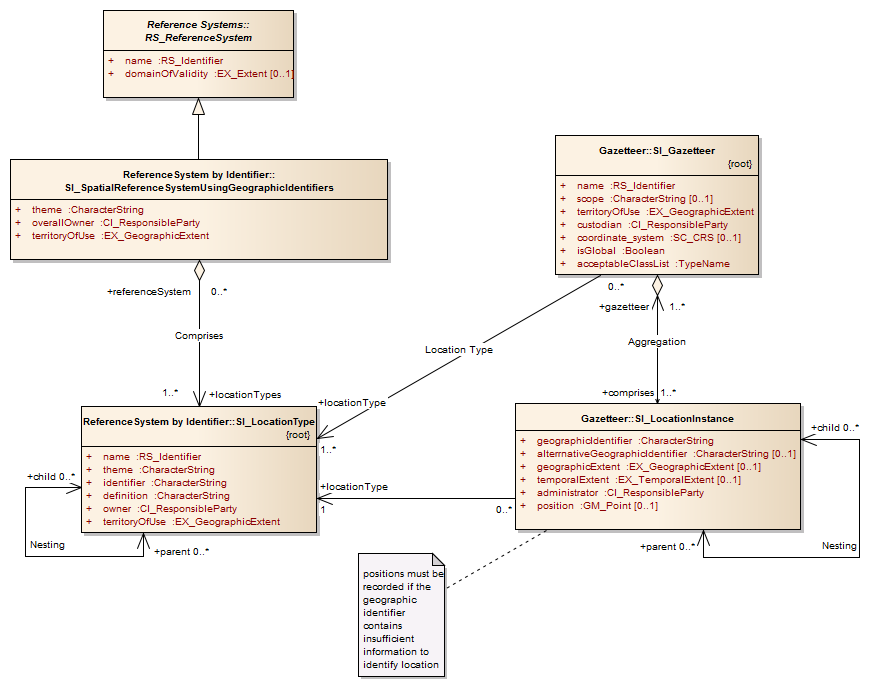 Reference Systems::
RS_ReferenceSystem
+ name :RS_Identifier
+ domainOfValidity :EX_Extent [0..1]
ReferenceSystem by Identifier::
SI_SpatialReferenceSystemUsingGeographicIdentifiers
+ theme :CharacterString
+ overallOwner :CI_ResponsibleParty
+ territoryOfUse :EX_GeographicExtent
Gazetteer::SI_Gazetteer
{root}
+ name :RS_Identifier
+ scope :CharacterString [0..1]
+ territoryOfUse :EX_GeographicExtent
+ custodian :CI_ResponsibleParty
+ coordinate_system :SC_CRS [0..1]
+ isGlobal :Boolean
+ acceptableClassList :TypeName
+referenceSystem 0..*
Comprises
1..* +locationTypes
0..*
+gazetteer 1..*
Location Type
Aggregation
+locationType
1..*
+comprises 1..*
ReferenceSystem by Identifier::SI_LocationType
{root}
+ name :RS_Identifier
+ theme :CharacterString
+ identifier :CharacterString
+ definition :CharacterString
+ owner :CI_ResponsibleParty
+ territoryOfUse :EX_GeographicExtent
+child 0..*
Nesting
+parent 0..*
+locationType
1
0..*
Gazetteer::SI_LocationInstance
+ geographicIdentifier :CharacterString
+ alterrnativeGeographicIdentifier :CharacterString [0..1]
+ geographicExtent :EX_GeographicExtent [0..1]
+ temporalExtent :EX_TemporalExtent [0..1]
+ administrator :CI_ResponsibleParty
+ position :GM_Point [0..1]
+child 0..*
+parent 0..*
Nesting
positions must be
recorded if the
geographic
identifier
contains
insufficient
information to
identify location